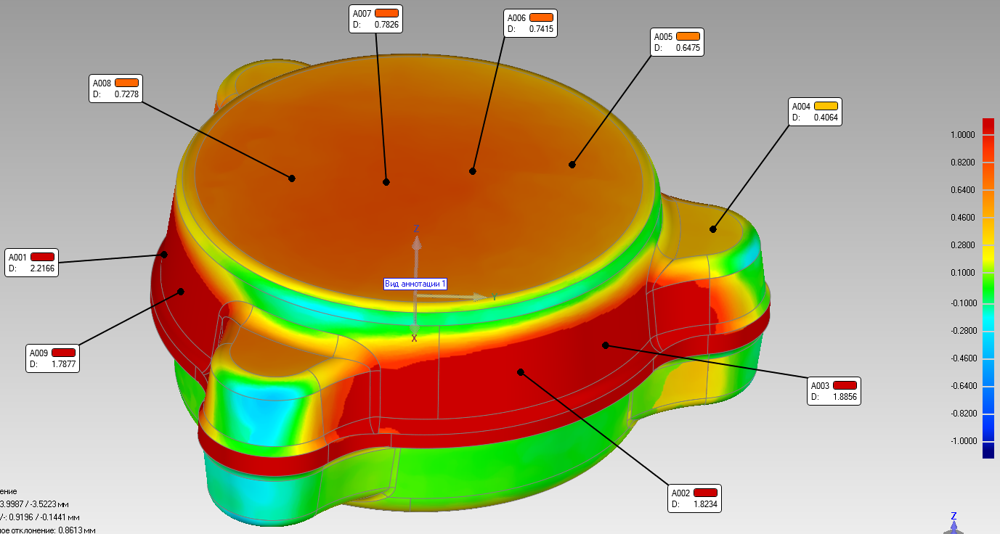 A007
D: 0.7826
A006
D: 0.7415
A005
D: 0.6475
A008
D: 0.7278
A004
D: 0.4064
A001
D: 2.2166
A009
D: 1.7877
A003
D: 1.8856
A002
D: 1.8234
Z
Вид аннотации 1
Y
X
1.0000
0.8200
0.6400
0.4600
0.2800
0.1000
-0.1000
-0.2800
-0.4600
-0.6400
-0.8200
-1.0000
ение
3.9987 / -3.5223 мм
/-: 0.9196 / -0.1441 мм
ое отклонение: 0.8613 мм
Z